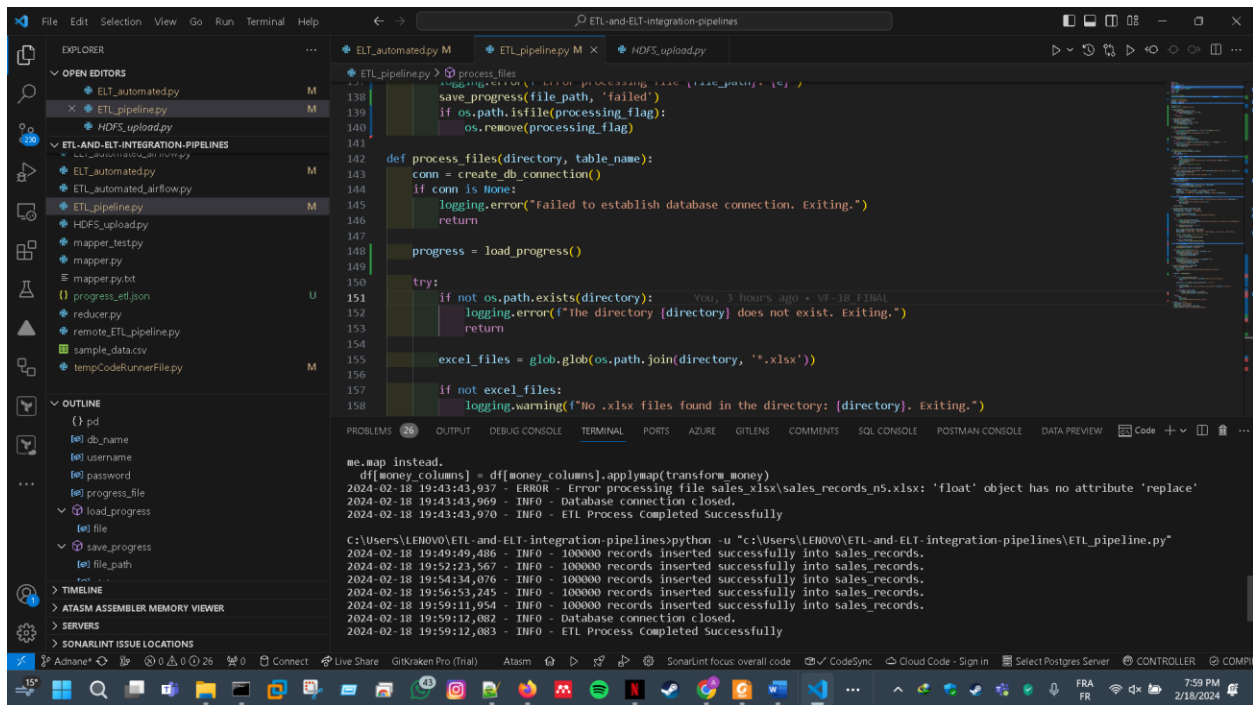 File Edit Selection View Go Run Terminal Help
ETL-and-ELT-integration-pipelines
EXPLORER
OPEN EDITORS
ELT_automated.py M
ETL_pipeline.py M
HDFS_upload.py
ETL-AND-ELT-INTEGRATION-PIPELINES
ELT_automated.py M
ETL_automated_airflow.py
ETL_pipeline.py M
HDFS_upload.py
mapper_test.py
mapper.py
mapper.py.txt
progress_etl.json U
reducer.py
remote_ETL_pipeline.py
sample_data.csv
tempCodeRunnerFile.py M
OUTLINE
{} pd
db_name
username
password
progress_file
load_progress
file
save_progress
file_path
TIMELINE
ATASM ASSEMBLER MEMORY VIEWER
SERVERS
SONARLINT ISSUE LOCATIONS
230
1
ELT_automated.py M ETL_pipeline.py M HDFS_upload.py
ETL_pipeline.py > process_files
137 logging.error(f"Error processing file {file_path}: {e}")
138 save_progress(file_path, 'failed')
139 if os.path.isfile(processing_flag):
140 os.remove(processing_flag)
141
142 def process_files(directory, table_name):
143 conn = create_db_connection()
144 if conn is None:
145 logging.error("Failed to establish database connection. Exiting.")
146 return
147
148 progress = load_progress()
149
150 try:
151 if not os.path.exists(directory): You, 3 hours ago • VF-18_FINAL
152 logging.error(f"The directory {directory} does not exist. Exiting.")
153 return
154
155 excel_files = glob.glob(os.path.join(directory, '*.xlsx'))
156
157 if not excel_files:
158 logging.warning(f"No .xlsx files found in the directory: {directory}. Exiting.")
PROBLEMS 26 OUTPUT DEBUG CONSOLE TERMINAL PORTS AZURE GITLENS COMMENTS SQL CONSOLE POSTMAN CONSOLE DATA PREVIEW Code
me.map instead.
df[money_columns] = df[money_columns].applymap(transform_money)
2024-02-18 19:43:43,937 - ERROR - Error processing file sales_xlsx\sales_records_n5.xlsx: 'float' object has no attribute 'replace'
2024-02-18 19:43:43,969 - INFO - Database connection closed.
2024-02-18 19:43:43,970 - INFO - ETL Process Completed Successfully
C:\Users\LENOVO\ETL-and-ELT-integration-pipelines>python -u "c:\Users\LENOVO\ETL-and-ELT-integration-pipelines\ETL_pipeline.py"
2024-02-18 19:49:49,486 - INFO - 100000 records inserted successfully into sales_records.
2024-02-18 19:52:23,567 - INFO - 100000 records inserted successfully into sales_records.
2024-02-18 19:54:34,076 - INFO - 100000 records inserted successfully into sales_records.
2024-02-18 19:56:53,245 - INFO - 100000 records inserted successfully into sales_records.
2024-02-18 19:59:11,954 - INFO - 100000 records inserted successfully into sales_records.
2024-02-18 19:59:12,082 - INFO - Database connection closed.
2024-02-18 19:59:12,083 - INFO - ETL Process Completed Successfully
Adnane* 0 0 26 0 Connect Live Share GitKraken Pro (Trial) Atasm SonarLint focus: overall code CodeSync Cloud Code - Sign in Select Postgres Server CONTROLLER COMPI
15° 43 FRA 7:59 PM
FR 2/18/2024